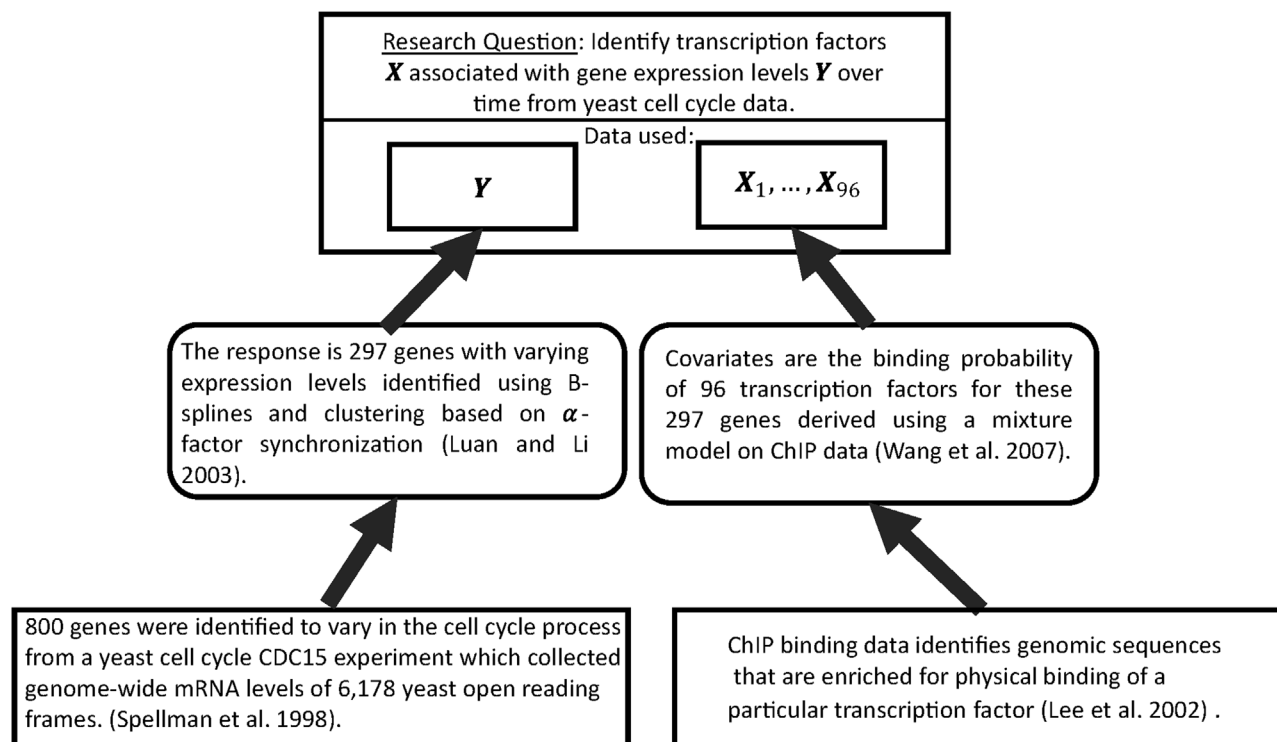 Research Question: Identify transcription factors
X associated with gene expression levels Y over
time from yeast cell cycle data.
Data used:
Y
X₁, … , X₉₆
The response is 297 genes with varying
expression levels identified using B-
splines and clustering based on α-
factor synchronization (Luan and Li
2003).
Covariates are the binding probability
of 96 transcription factors for these
297 genes derived using a mixture
model on ChIP data (Wang et al. 2007).
800 genes were identified to vary in the cell cycle process
from a yeast cell cycle CDC15 experiment which collected
genome-wide mRNA levels of 6,178 yeast open reading
frames. (Spellman et al. 1998).
ChIP binding data identifies genomic sequences
that are enriched for physical binding of a
particular transcription factor (Lee et al. 2002) .